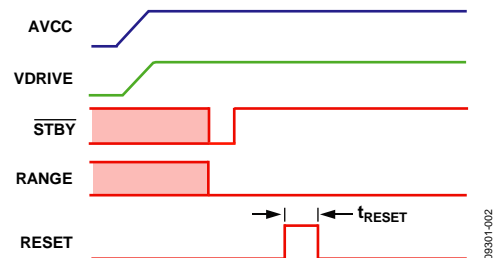 AVCC
VDRIVE
STBY
RANGE
tRESET
RESET
09301-002